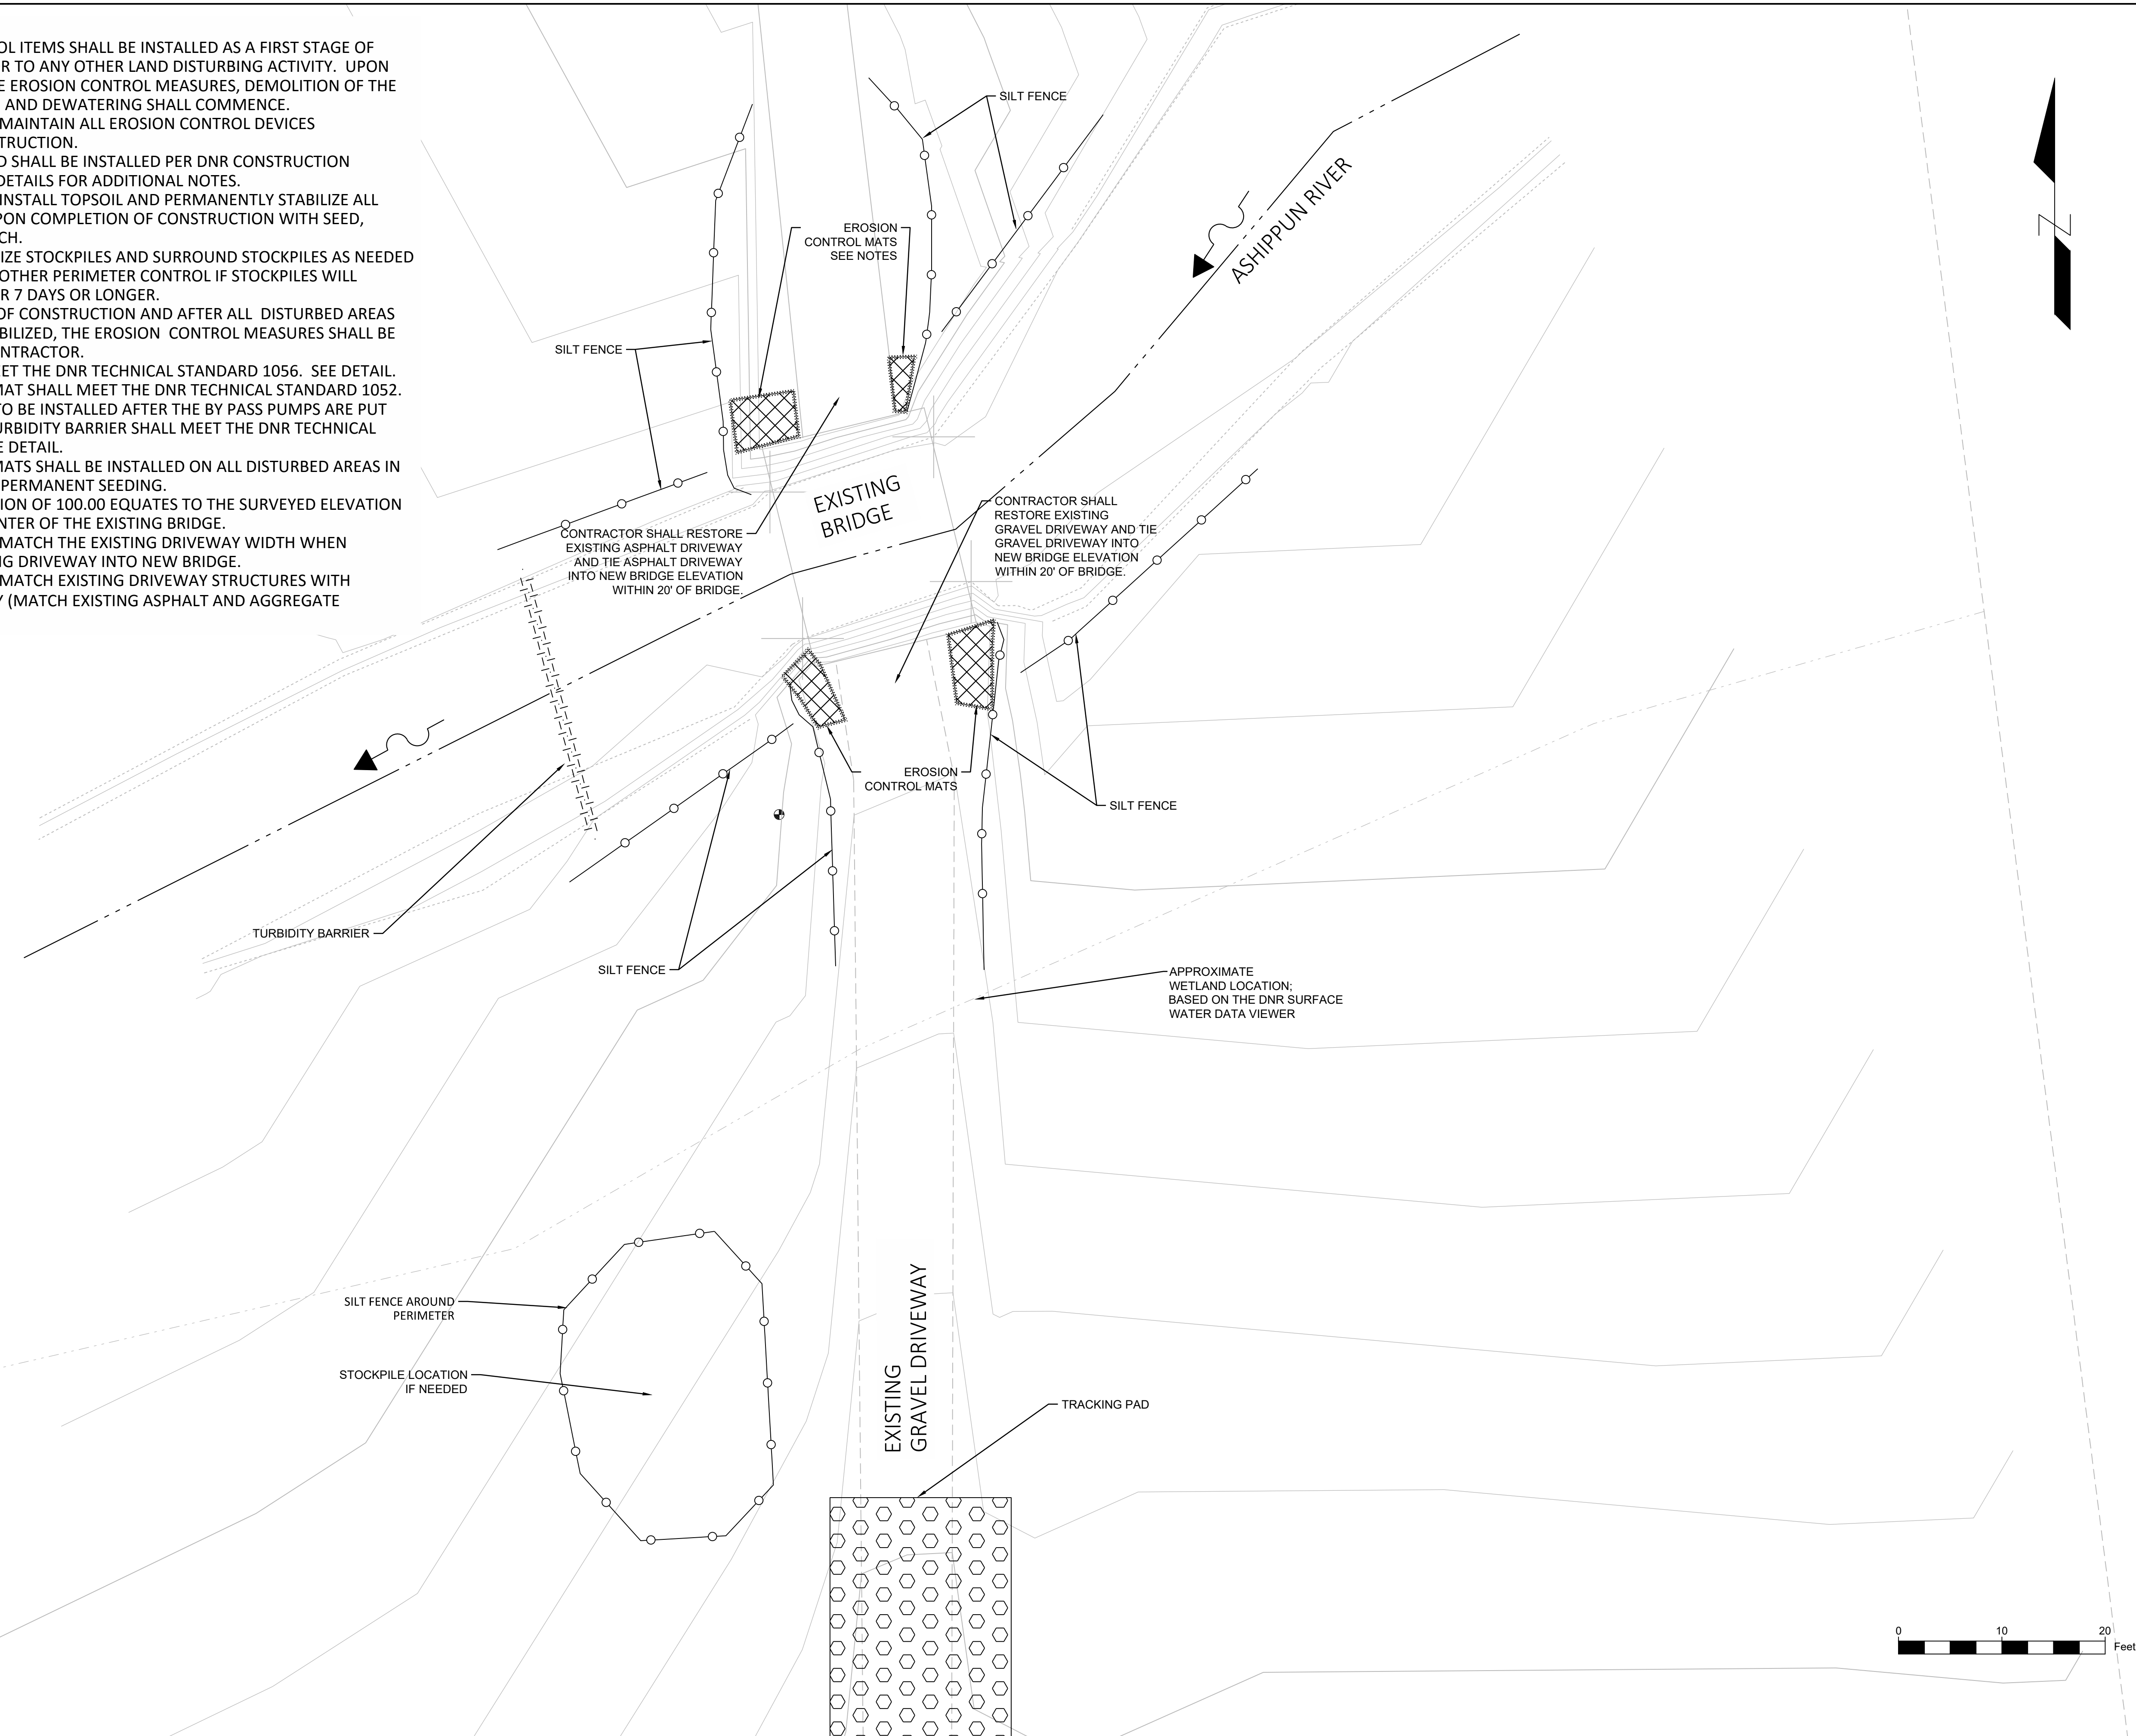 OL ITEMS SHALL BE INSTALLED AS A FIRST STAGE OF
R TO ANY OTHER LAND DISTURBING ACTIVITY. UPON
E EROSION CONTROL MEASURES, DEMOLITION OF THE
AND DEWATERING SHALL COMMENCE.
MAINTAIN ALL EROSION CONTROL DEVICES
TRUCTION.
D SHALL BE INSTALLED PER DNR CONSTRUCTION
DETAILS FOR ADDITIONAL NOTES.
INSTALL TOPSOIL AND PERMANENTLY STABILIZE ALL
PON COMPLETION OF CONSTRUCTION WITH SEED,
CH.
IZE STOCKPILES AND SURROUND STOCKPILES AS NEEDED
OTHER PERIMETER CONTROL IF STOCKPILES WILL
R 7 DAYS OR LONGER.
OF CONSTRUCTION AND AFTER ALL DISTURBED AREAS
BILIZED, THE EROSION CONTROL MEASURES SHALL BE
NTRACTOR.
EET THE DNR TECHNICAL STANDARD 1056. SEE DETAIL.
MAT SHALL MEET THE DNR TECHNICAL STANDARD 1052.
TO BE INSTALLED AFTER THE BY PASS PUMPS ARE PUT
URBIDITY BARRIER SHALL MEET THE DNR TECHNICAL
E DETAIL.
MATS SHALL BE INSTALLED ON ALL DISTURBED AREAS IN
PERMANENT SEEDING.
ION OF 100.00 EQUATES TO THE SURVEYED ELEVATION
NTER OF THE EXISTING BRIDGE.
MATCH THE EXISTING DRIVEWAY WIDTH WHEN
NG DRIVEWAY INTO NEW BRIDGE.
MATCH EXISTING DRIVEWAY STRUCTURES WITH
Y (MATCH EXISTING ASPHALT AND AGGREGATE
SILT FENCE
EROSION
CONTROL MATS
SEE NOTES
ASHIPPUN RIVER
N
SILT FENCE
EXISTING
BRIDGE
CONTRACTOR SHALL RESTORE
EXISTING ASPHALT DRIVEWAY
AND TIE ASPHALT DRIVEWAY
INTO NEW BRIDGE ELEVATION
WITHIN 20' OF BRIDGE.
CONTRACTOR SHALL
RESTORE EXISTING
GRAVEL DRIVEWAY AND TIE
GRAVEL DRIVEWAY INTO
NEW BRIDGE ELEVATION
WITHIN 20' OF BRIDGE.
EROSION
CONTROL MATS
SILT FENCE
TURBIDITY BARRIER
SILT FENCE
APPROXIMATE
WETLAND LOCATION;
BASED ON THE DNR SURFACE
WATER DATA VIEWER
SILT FENCE AROUND
PERIMETER
STOCKPILE LOCATION
IF NEEDED
EXISTING
GRAVEL DRIVEWAY
TRACKING PAD
0 10 20
Feet